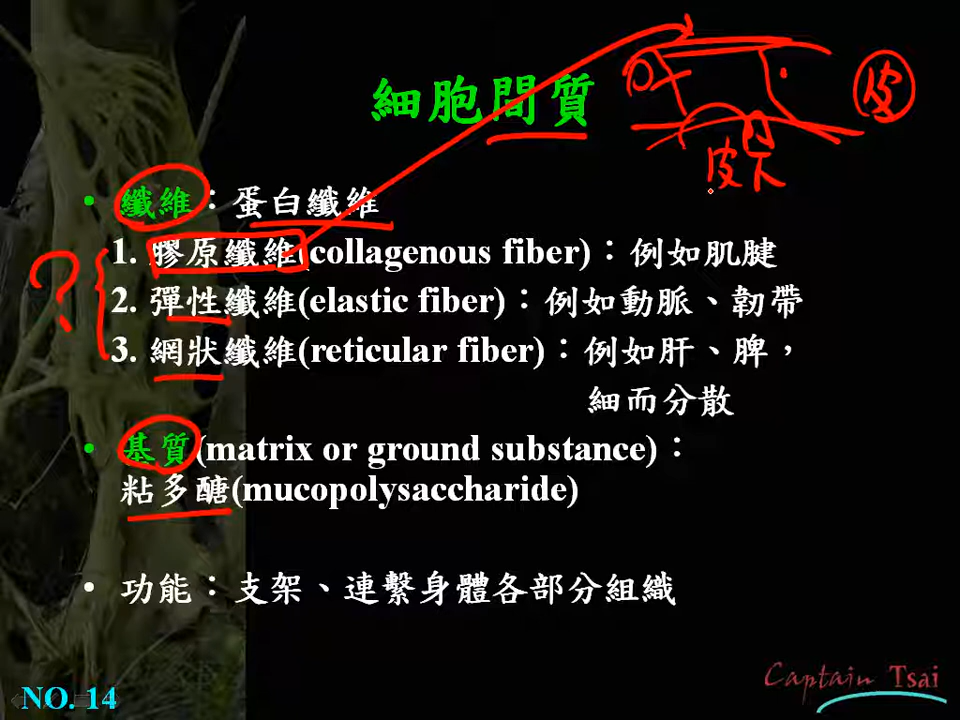 細胞間質
皮
皮下
• 纖維：蛋白纖維
1. 膠原纖維(collagenous fiber)：例如肌腱
2. 彈性纖維(elastic fiber)：例如動脈、韌帶
3. 網狀纖維(reticular fiber)：例如肝、脾，
細而分散
?
• 基質(matrix or ground substance)：
粘多醣(mucopolysaccharide)
• 功能：支架、連繫身體各部分組織
NO. 14
Captain Tsai